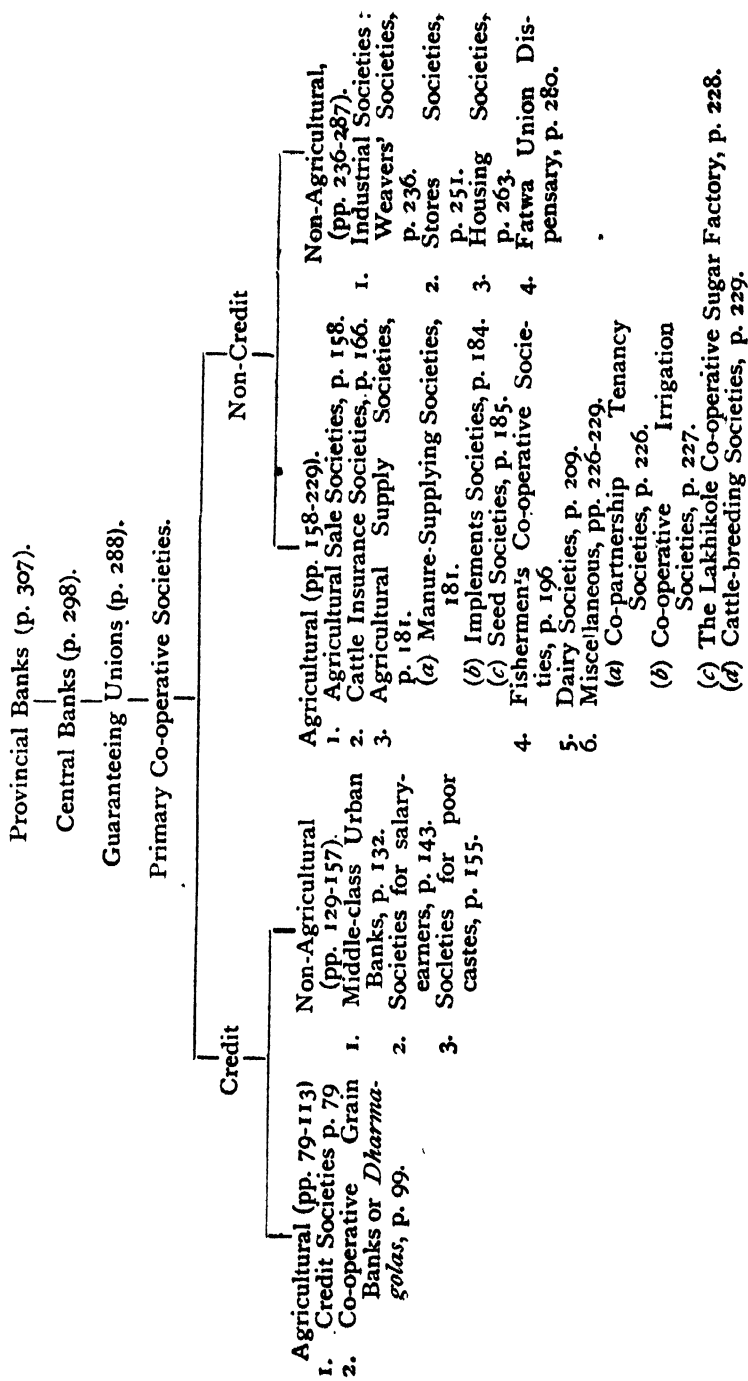 Provincial Banks (p. 307).
Central Banks (p. 298).
Guaranteeing Unions (p. 288).
Primary Co-operative Societies.
Credit
Non-Credit
Agricultural (pp. 79-113)
1. Credit Societies p. 79
2. Co-operative Grain
Banks or Dharma-
golas, p. 99.
Non-Agricultural
(pp. 129-157).
1. Middle-class Urban
Banks, p. 132.
2. Societies for salary-
earners, p. 143.
3. Societies for poor
castes, p. 155.
Agricultural (pp. 158-229).
1. Agricultural Sale Societies, p. 158.
2. Cattle Insurance Societies, p. 166.
3. Agricultural Supply Societies,
p. 181.
(a) Manure-Supplying Societies,
181.
(b) Implements Societies, p. 184.
(c) Seed Societies, p. 185.
4. Fishermen's Co-operative Socie-
ties, p. 196
5. Dairy Societies, p. 209.
6. Miscellaneous, pp. 226-229.
(a) Co-partnership Tenancy
Societies, p. 226.
(b) Co-operative Irrigation
Societies, p. 227.
(c) The Lakhikole Co-operative Sugar Factory, p. 228.
(d) Cattle-breeding Societies, p. 229.
Non-Agricultural,
(pp. 236-287).
1. Industrial Societies :
Weavers' Societies,
p. 236.
2. Stores Societies,
p. 251.
3. Housing Societies,
p. 263.
4. Fatwa Union Dis-
pensary, p. 280.